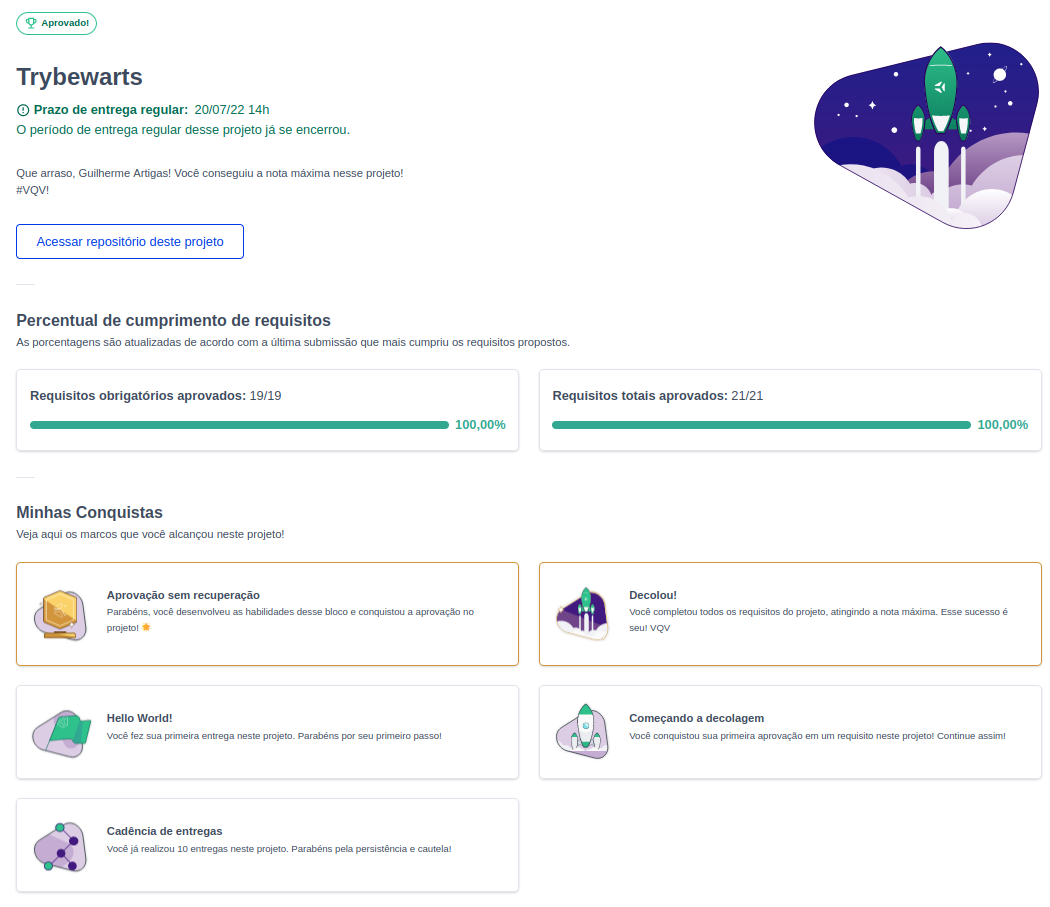 Aprovado!
Trybewarts
Prazo de entrega regular: 20/07/22 14h
O período de entrega regular desse projeto já se encerrou.
Que arraso, Guilherme Artigas! Você conseguiu a nota máxima nesse projeto!
#VQV!
Acessar repositório deste projeto
Percentual de cumprimento de requisitos
As porcentagens são atualizadas de acordo com a última submissão que mais cumpriu os requisitos propostos.
Requisitos obrigatórios aprovados: 19/19
100,00%
Requisitos totais aprovados: 21/21
100,00%
Minhas Conquistas
Veja aqui os marcos que você alcançou neste projeto!
Aprovação sem recuperação
Parabéns, você desenvolveu as habilidades desse bloco e conquistou a aprovação no
projeto! 🌟
Decolou!
Você completou todos os requisitos do projeto, atingindo a nota máxima. Esse sucesso é
seu! VQV
Hello World!
Você fez sua primeira entrega neste projeto. Parabéns por seu primeiro passo!
Começando a decolagem
Você conquistou sua primeira aprovação em um requisito neste projeto! Continue assim!
Cadência de entregas
Você já realizou 10 entregas neste projeto. Parabéns pela persistência e cautela!